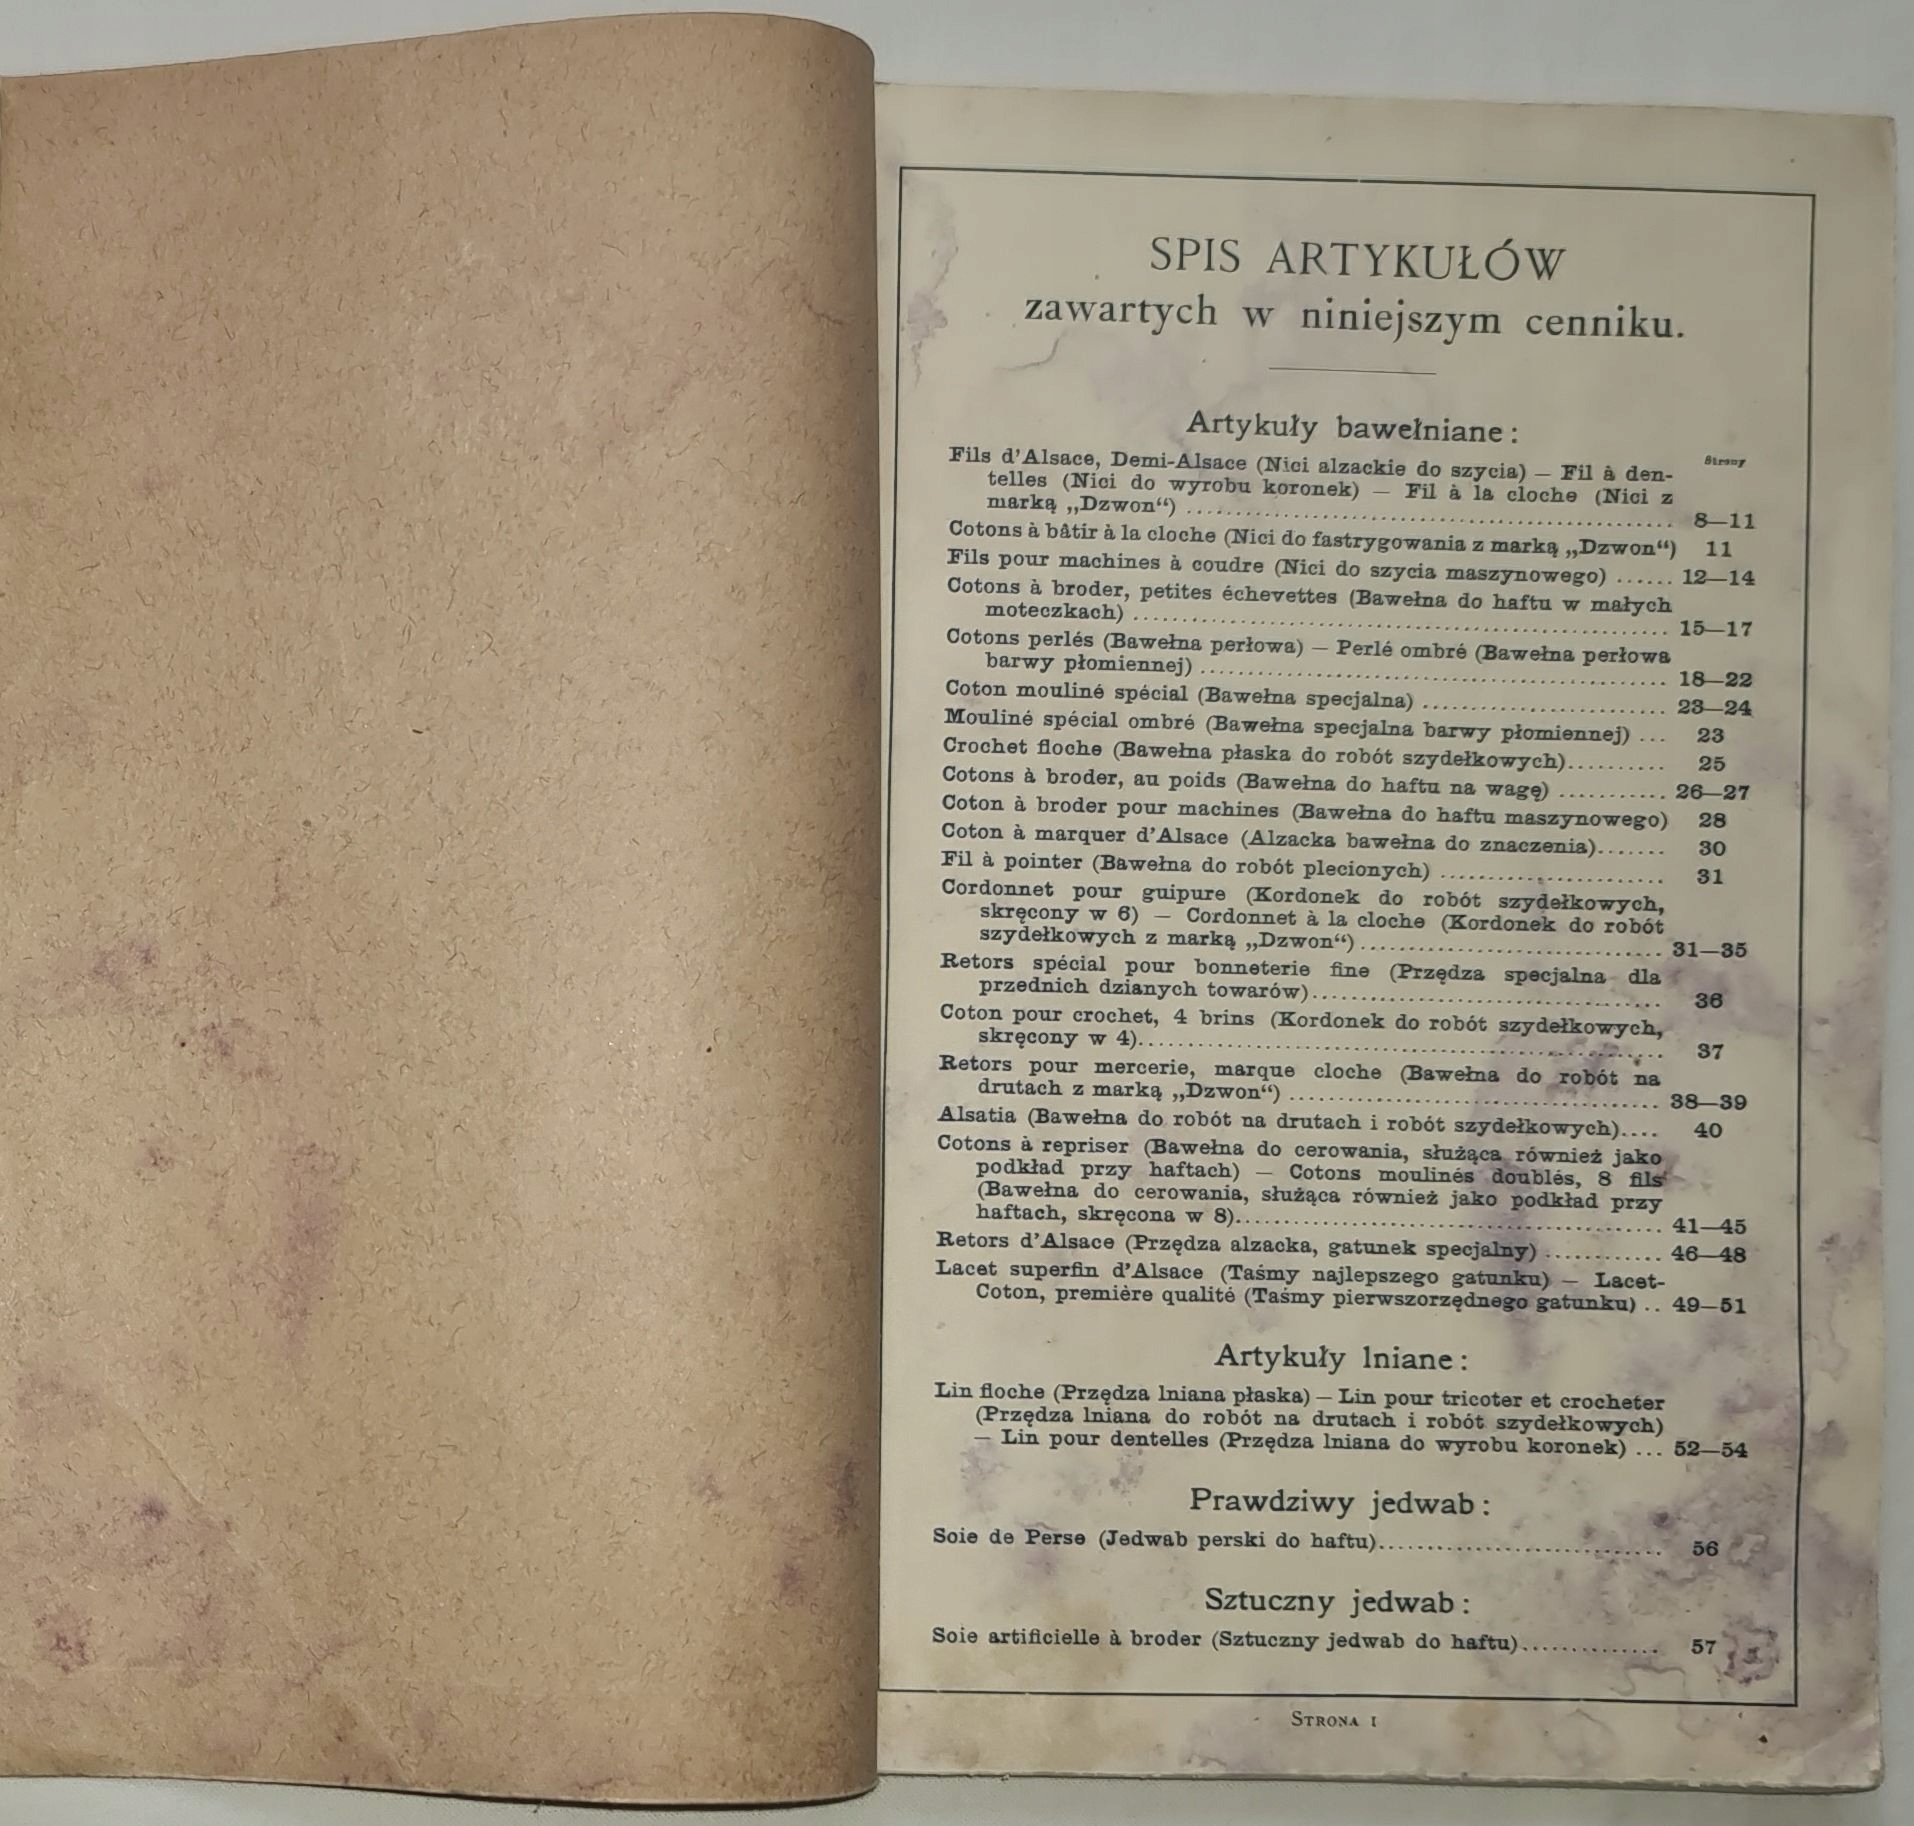 SPIS ARTYKUŁÓW
zawartych w niniejszym cenniku.
Artykuły bawełniane:
Strony
Fils d'Alsace, Demi-Alsace (Nici alzackie do szycia) — Fil à den-
telles (Nici do wyrobu koronek) — Fil à la cloche (Nici z
marką „Dzwon“) ........................................ 8—11
Cotons à bâtir à la cloche (Nici do fastrygowania z marką „Dzwon“) 11
Fils pour machines à coudre (Nici do szycia maszynowego) ...... 12—14
Cotons à broder, petites échevettes (Bawełna do haftu w małych
moteczkach) ........................................ 15—17
Cotons perlés (Bawełna perłowa) — Perlé ombré (Bawełna perłowa
barwy płomiennej) ........................................ 18—22
Coton mouliné spécial (Bawełna specjalna) ........................ 23—24
Mouliné spécial ombré (Bawełna specjalna barwy płomiennej) ... 23
Crochet floche (Bawełna płaska do robót szydełkowych).......... 25
Cotons à broder, au poids (Bawełna do haftu na wagę) ........... 26—27
Coton à broder pour machines (Bawełna do haftu maszynowego) 28
Coton à marquer d'Alsace (Alzacka bawełna do znaczenia)....... 30
Fil à pointer (Bawełna do robót plecionych) ...................... 31
Cordonnet pour guipure (Kordonek do robót szydełkowych,
skręcony w 6) — Cordonnet à la cloche (Kordonek do robót
szydełkowych z marką „Dzwon“).............................. 31—35
Retors spécial pour bonneterie fine (Przędza specjalna dla
przednich dzianych towarów).................................. 36
Coton pour crochet, 4 brins (Kordonek do robót szydełkowych,
skręcony w 4)........................................ 37
Retors pour mercerie, marque cloche (Bawełna do robót na
drutach z marką „Dzwon“) .................................... 38—39
Alsatia (Bawełna do robót na drutach i robót szydełkowych).... 40
Cotons à repriser (Bawełna do cerowania, służąca również jako
podkład przy haftach) — Cotons moulinés doublés, 8 fils
(Bawełna do cerowania, służąca również jako podkład przy
haftach, skręcona w 8)........................................ 41—45
Retors d'Alsace (Przędza alzacka, gatunek specjalny) ............ 46—48
Lacet superfin d'Alsace (Taśmy najlepszego gatunku) — Lacet-
Coton, première qualité (Taśmy pierwszorzędnego gatunku) .. 49—51
Artykuły lniane:
Lin floche (Przędza lniana płaska) — Lin pour tricoter et crocheter
(Przędza lniana do robót na drutach i robót szydełkowych)
— Lin pour dentelles (Przędza lniana do wyrobu koronek) ... 52—54
Prawdziwy jedwab:
Soie de Perse (Jedwab perski do haftu)............................ 56
Sztuczny jedwab:
Soie artificielle à broder (Sztuczny jedwab do haftu).............. 57
STRONA 1